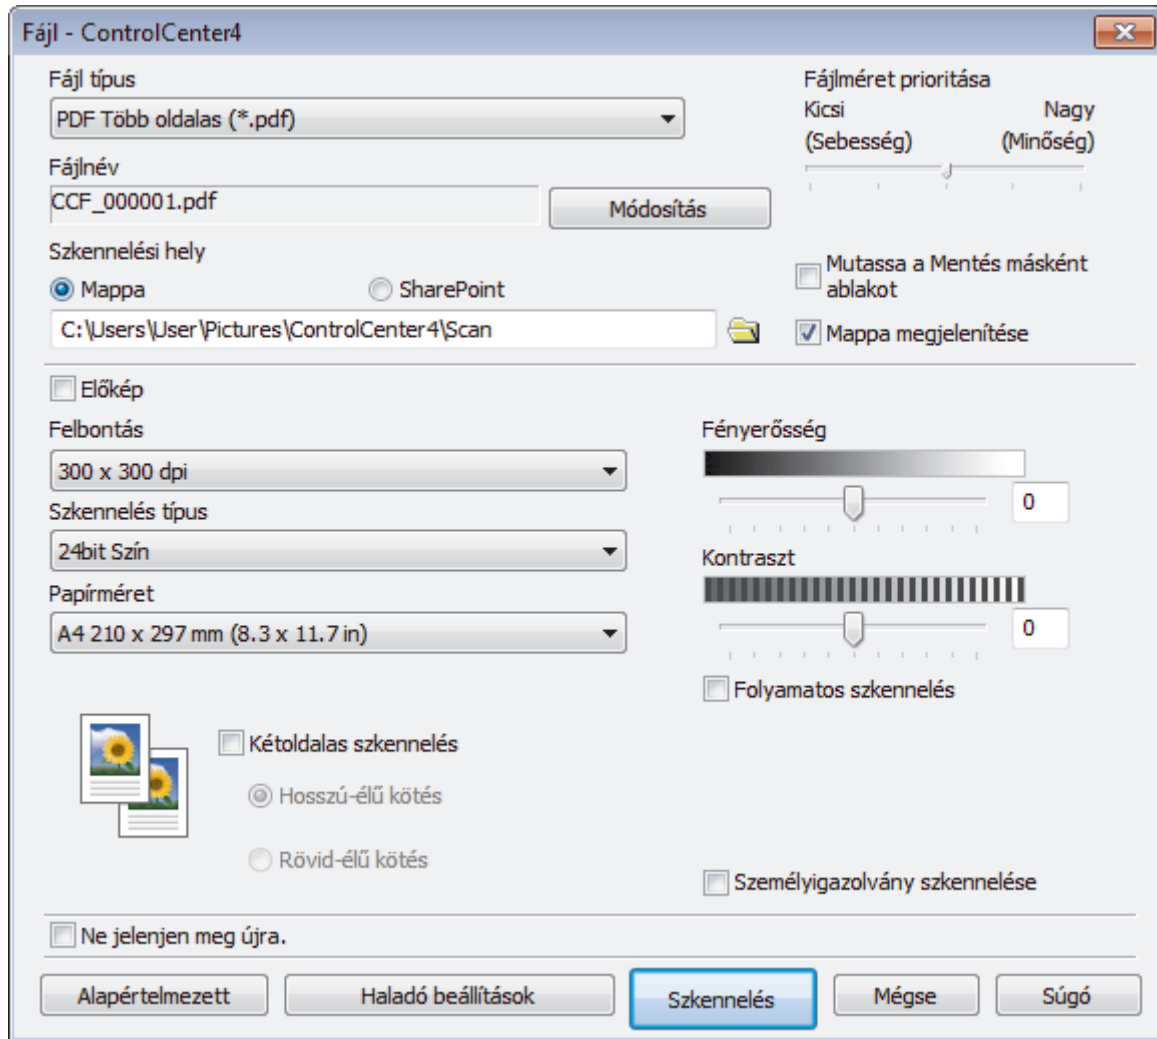 Fájl - ControlCenter4
Fájl típus
PDF Több oldalas (*.pdf)
Fájlméret prioritása
Kicsi Nagy
(Sebesség) (Minőség)
Fájlnév
CCF_000001.pdf
Módosítás
Szkennelési hely
Mappa SharePoint
C:\Users\User\Pictures\ControlCenter4\Scan
Mutassa a Mentés másként
ablakot
Mappa megjelenítése
Előkép
Felbontás
300 x 300 dpi
Szkennelés típus
24bit Szín
Papírméret
A4 210 x 297 mm (8.3 x 11.7 in)
Fényerősség
0
Kontraszt
0
Folyamatos szkennelés
Kétoldalas szkennelés
Hosszú-élű kötés
Rövid-élű kötés
Személyigazolvány szkennelése
Ne jelenjen meg újra.
Alapértelmezett Haladó beállítások Szkennelés Mégse Súgó